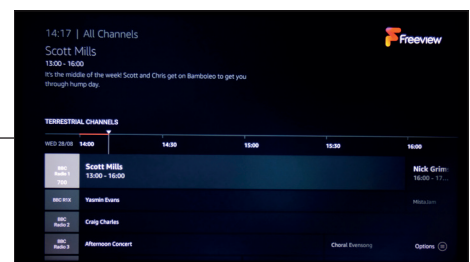 14:17 | All Channels
Freeview
Scott Mills
13:00 - 16:00
It's the middle of the week! Scott and Chris get on Bamboleo to get you
through hump day.
TERRESTRIAL CHANNELS
WED 28/08 14:00 14:30 15:00 15:30 16:00
BBC
Radio 1
700
Scott Mills
13:00 - 16:00
Nick Grim
16:00 - 17...
BBC R1X Yasmin Evans
BBC
Radio 2
Craig Charles
BBC
Radio 3
Afternoon Concert Choral Evensong Options